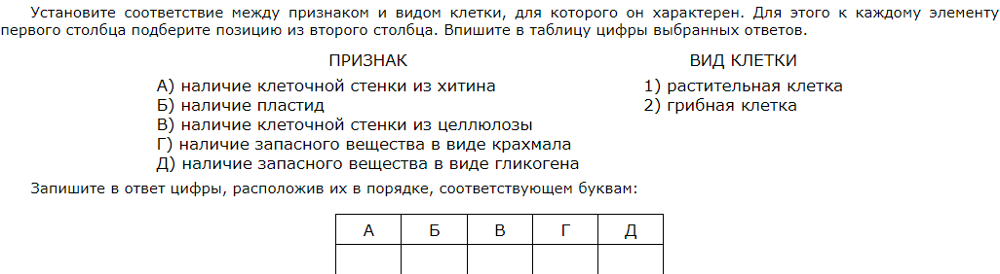 Установите соответствие между признаком и видом клетки, для которого он характерен. Для этого к каждому элементу
первого столбца подберите позицию из второго столбца. Впишите в таблицу цифры выбранных ответов.
ПРИЗНАК ВИД КЛЕТКИ
А) наличие клеточной стенки из хитина 1) растительная клетка
Б) наличие пластид 2) грибная клетка
В) наличие клеточной стенки из целлюлозы
Г) наличие запасного вещества в виде крахмала
Д) наличие запасного вещества в виде гликогена
Запишите в ответ цифры, расположив их в порядке, соответствующем буквам:
А Б В Г Д